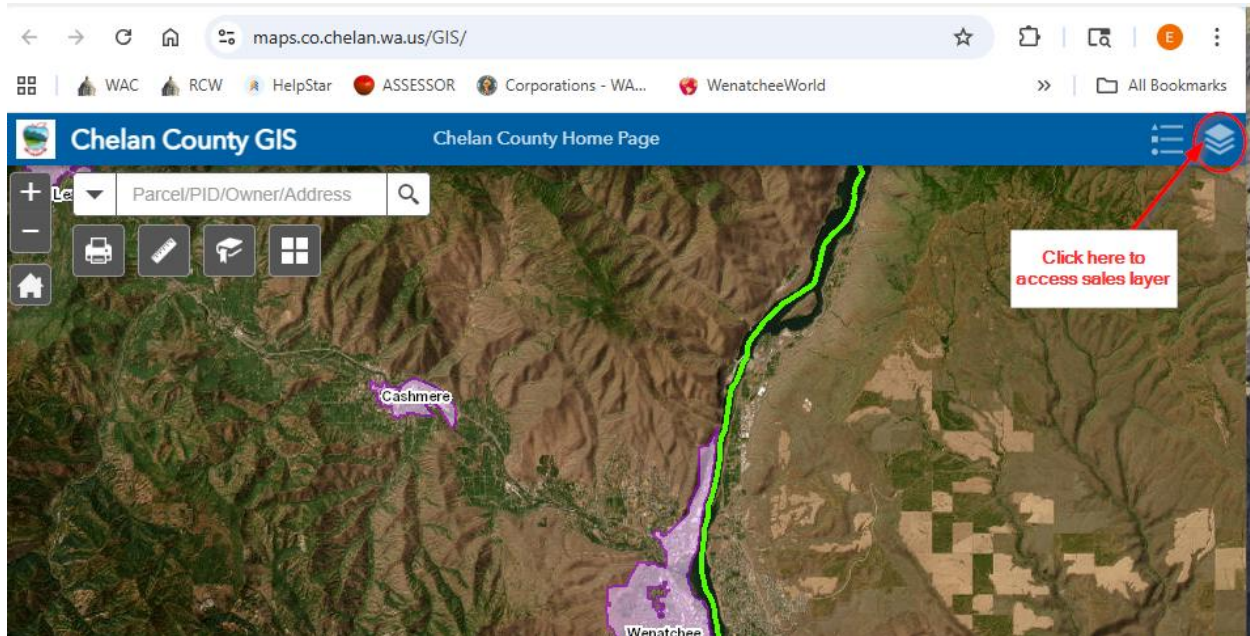 maps.co.chelan.wa.us/GIS/
E
WAC RCW HelpStar ASSESSOR Corporations - WA... WenatcheeWorld » All Bookmarks
Chelan County GIS Chelan County Home Page
+ Le Parcel/PID/Owner/Address
−
Click here to
access sales layer
Cashmere
Wenatchee